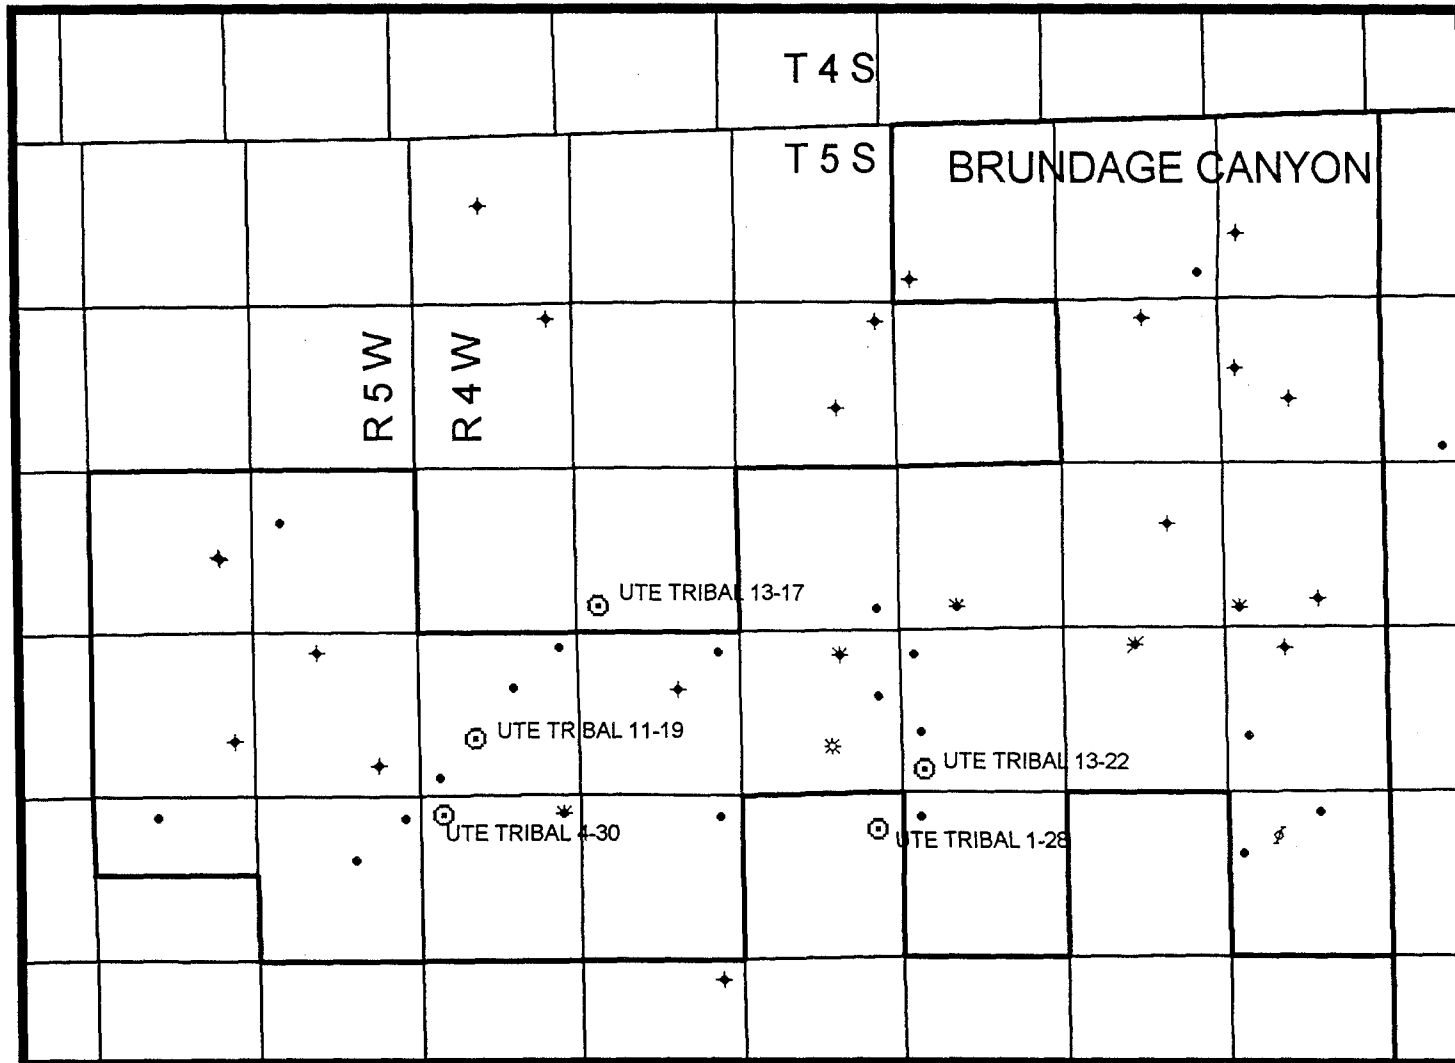 T 4 S
T 5 S
BRUNDAGE CANYON
R 5 W
R 4 W
UTE TRIBAL 13-17
UTE TRIBAL 11-19
UTE TRIBAL 13-22
UTE TRIBAL 4-30
UTE TRIBAL 1-28